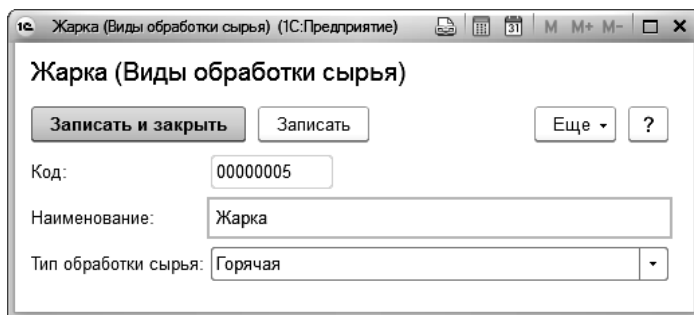 1С Жарка (Виды обработки сырья) (1С:Предприятие) 31 M M+ M-
Жарка (Виды обработки сырья)
Записать и закрыть Записать Еще ?
Код: 00000005
Наименование: Жарка
Тип обработки сырья: Горячая